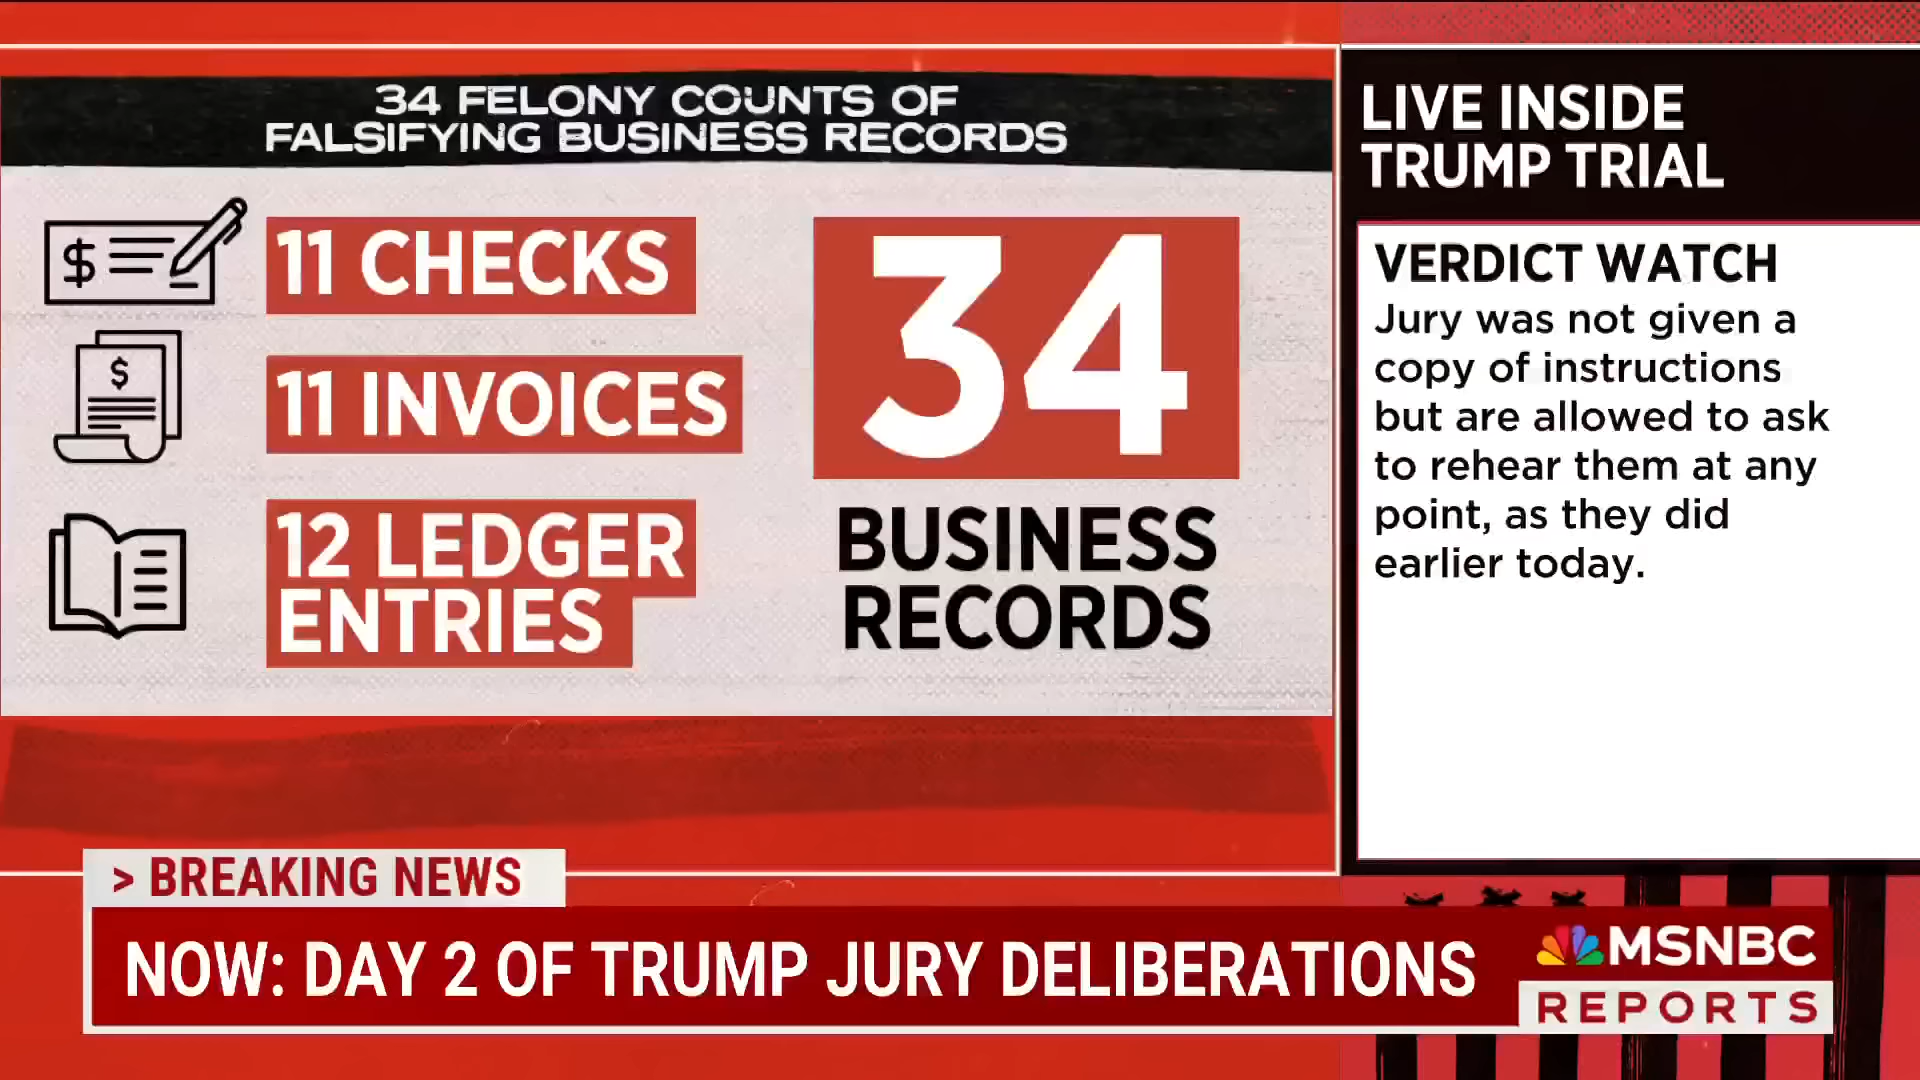 34 FELONY COUNTS OF
FALSIFYING BUSINESS RECORDS
$
11 CHECKS
$
11 INVOICES
12 LEDGER
ENTRIES
34
BUSINESS
RECORDS
LIVE INSIDE
TRUMP TRIAL
VERDICT WATCH
Jury was not given a
copy of instructions
but are allowed to ask
to rehear them at any
point, as they did
earlier today.
> BREAKING NEWS
NOW: DAY 2 OF TRUMP JURY DELIBERATIONS
MSNBC
REPORTS